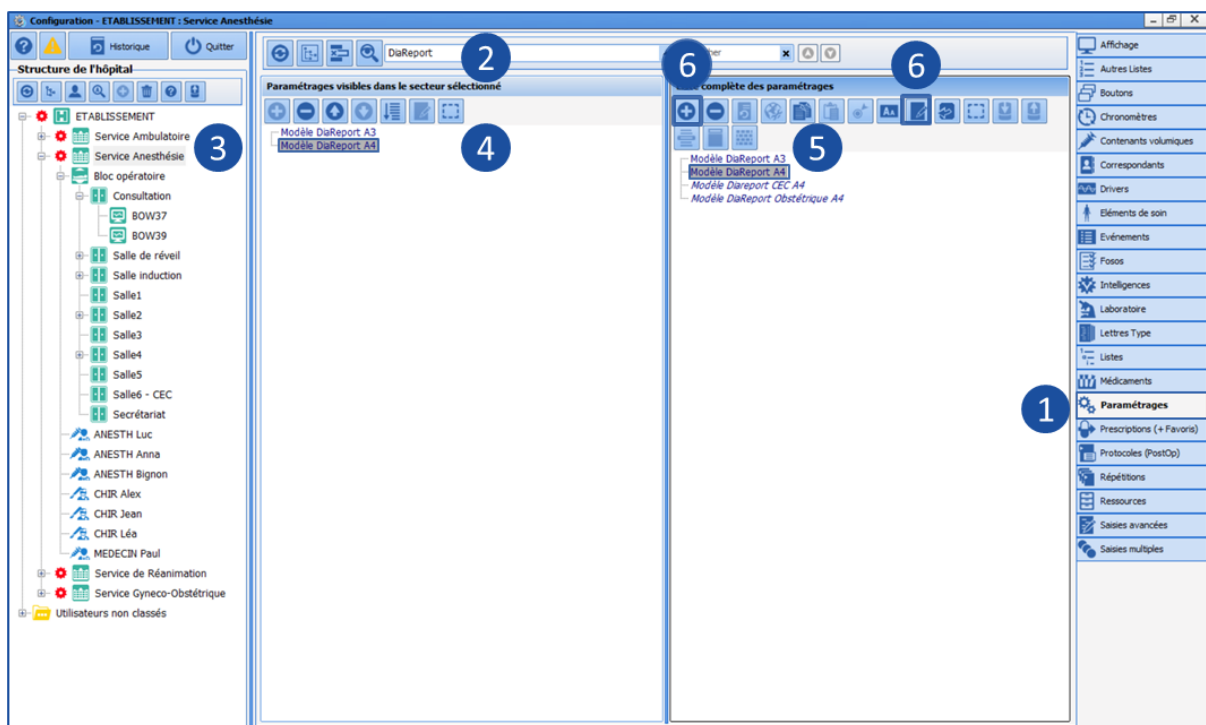 Configuration - ETABLISSEMENT : Service Anesthésie
Historique
Quitter
Structure de l'hôpital
ETABLISSEMENT
Service Ambulatoire
Service Anesthésie
Bloc opératoire
Consultation
BOW37
BOW39
Salle de réveil
Salle induction
Salle1
Salle2
Salle3
Salle4
Salle5
Salle6 - CEC
Secrétariat
ANESTH Luc
ANESTH Anna
ANESTH Bignon
CHIR Alex
CHIR Jean
CHIR Léa
MEDECIN Paul
Service de Réanimation
Service Gyneco-Obstétrique
Utilisateurs non classés
3
DiaReport
2
Paramétrages visibles dans le secteur sélectionné
4
Modèle DiaReport A3
Modèle DiaReport A4
6
6
complète des paramétrages
Aa
5
Modèle DiaReport A3
Modèle DiaReport A4
Modèle Diareport CEC A4
Modèle DiaReport Obstétrique A4
1
Affichage
Autres Listes
Boutons
Chronomètres
Contenants volumiques
Correspondants
Drivers
Eléments de soin
Evénements
Fosos
Intelligences
Laboratoire
Lettres Type
Listes
Médicaments
Paramétrages
Prescriptions (+ Favoris)
Protocoles (PostOp)
Répétitions
Ressources
Saisies avancées
Saisies multiples